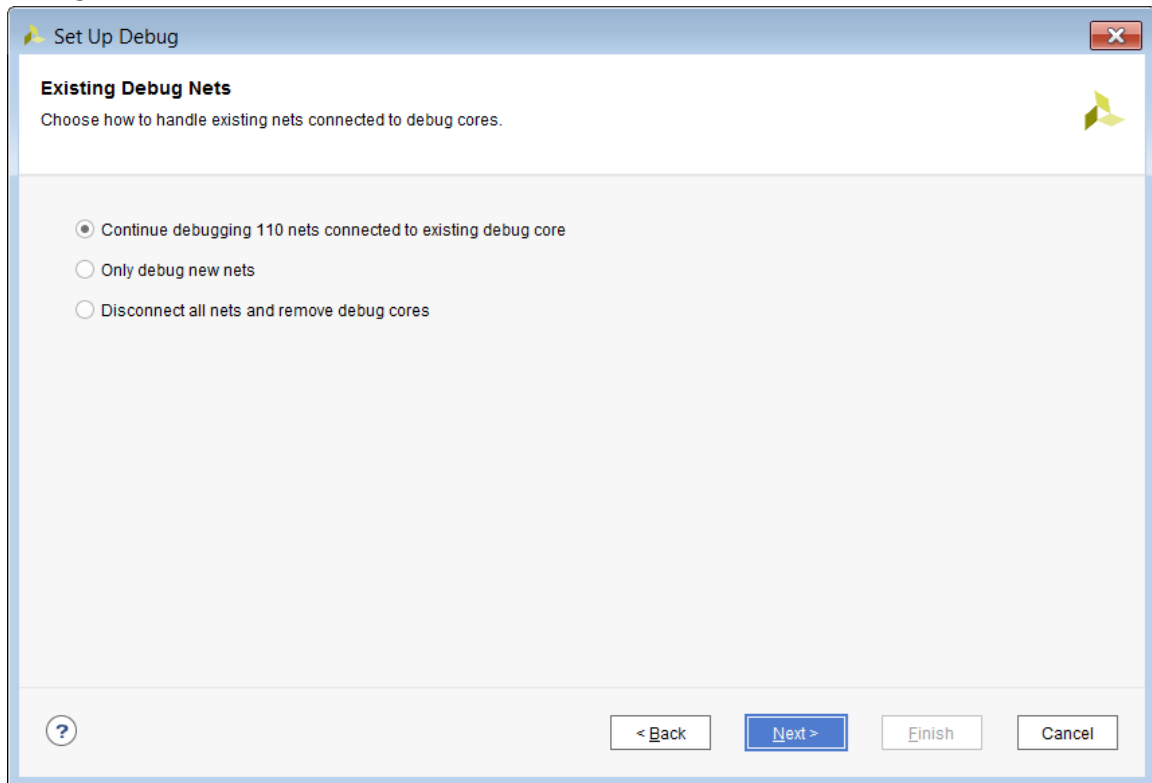 Set Up Debug
Existing Debug Nets
Choose how to handle existing nets connected to debug cores.
Continue debugging 110 nets connected to existing debug core
Only debug new nets
Disconnect all nets and remove debug cores
?
< Back
Next >
Finish
Cancel